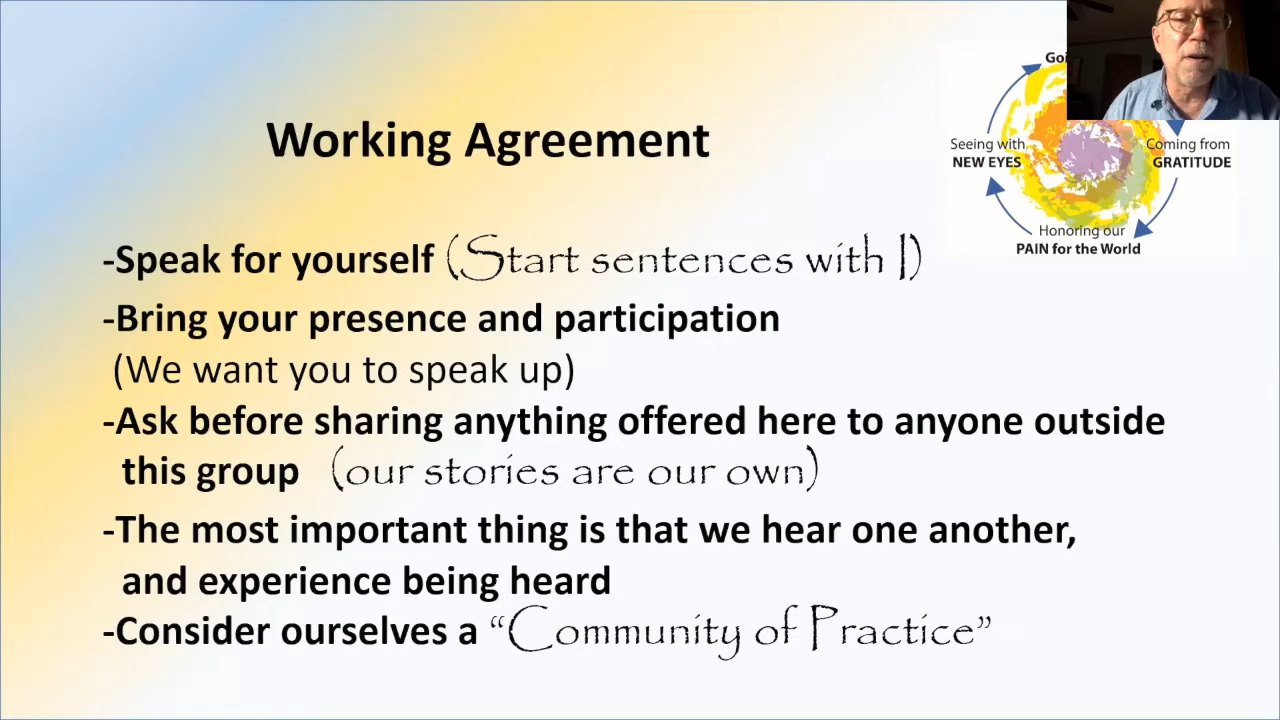 Working Agreement
-Speak for yourself (Start sentences with I)
-Bring your presence and participation
(We want you to speak up)
-Ask before sharing anything offered here to anyone outside
this group (our stories are our own)
-The most important thing is that we hear one another,
and experience being heard
-Consider ourselves a “Community of Practice”
Seeing with
NEW EYES
Coming from
GRATITUDE
Honoring our
PAIN for the World